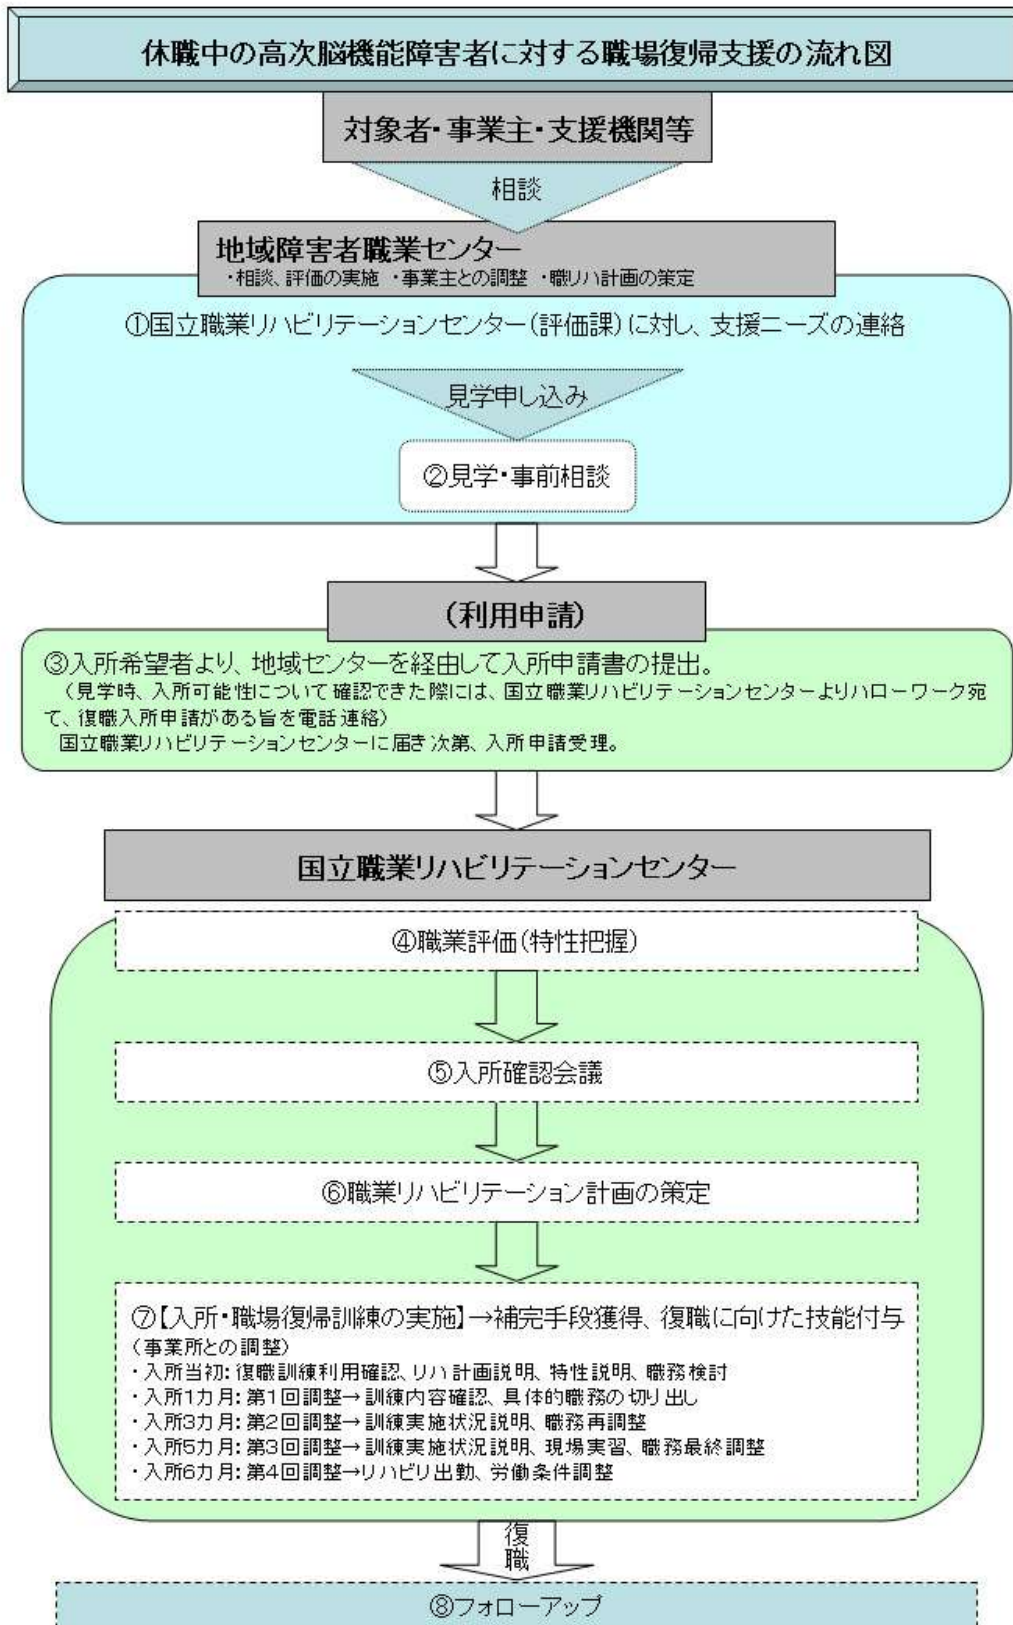 休職中の高次脳機能障害者に対する職場復帰支援の流れ図
対象者・事業主・支援機関等
相談
地域障害者職業センター
・相談、評価の実施 ・事業主との調整 ・職リハ計画の策定
①国立職業リハビリテーションセンター(評価課)に対し、支援ニーズの連絡
見学申し込み
②見学・事前相談
(利用申請)
③入所希望者より、地域センターを経由して入所申請書の提出。
(見学時、入所可能性について確認できた際には、国立職業リハビリテーションセンターよりハローワーク宛
て、復職入所申請がある旨を電話連絡)
国立職業リハビリテーションセンターに届き次第、入所申請受理。
国立職業リハビリテーションセンター
④職業評価(特性把握)
⑤入所確認会議
⑥職業リハビリテーション計画の策定
⑦【入所・職場復帰訓練の実施】→補完手段獲得、復職に向けた技能付与
(事業所との調整)
・入所当初:復職訓練利用確認、リハ計画説明、特性説明、職務検討
・入所1カ月:第1回調整→訓練内容確認、具体的職務の切り出し
・入所3カ月:第2回調整→訓練実施状況説明、職務再調整
・入所5カ月:第3回調整→訓練実施状況説明、現場実習、職務最終調整
・入所6カ月:第4回調整→リハビリ出勤、労働条件調整
復職
⑧フォローアップ